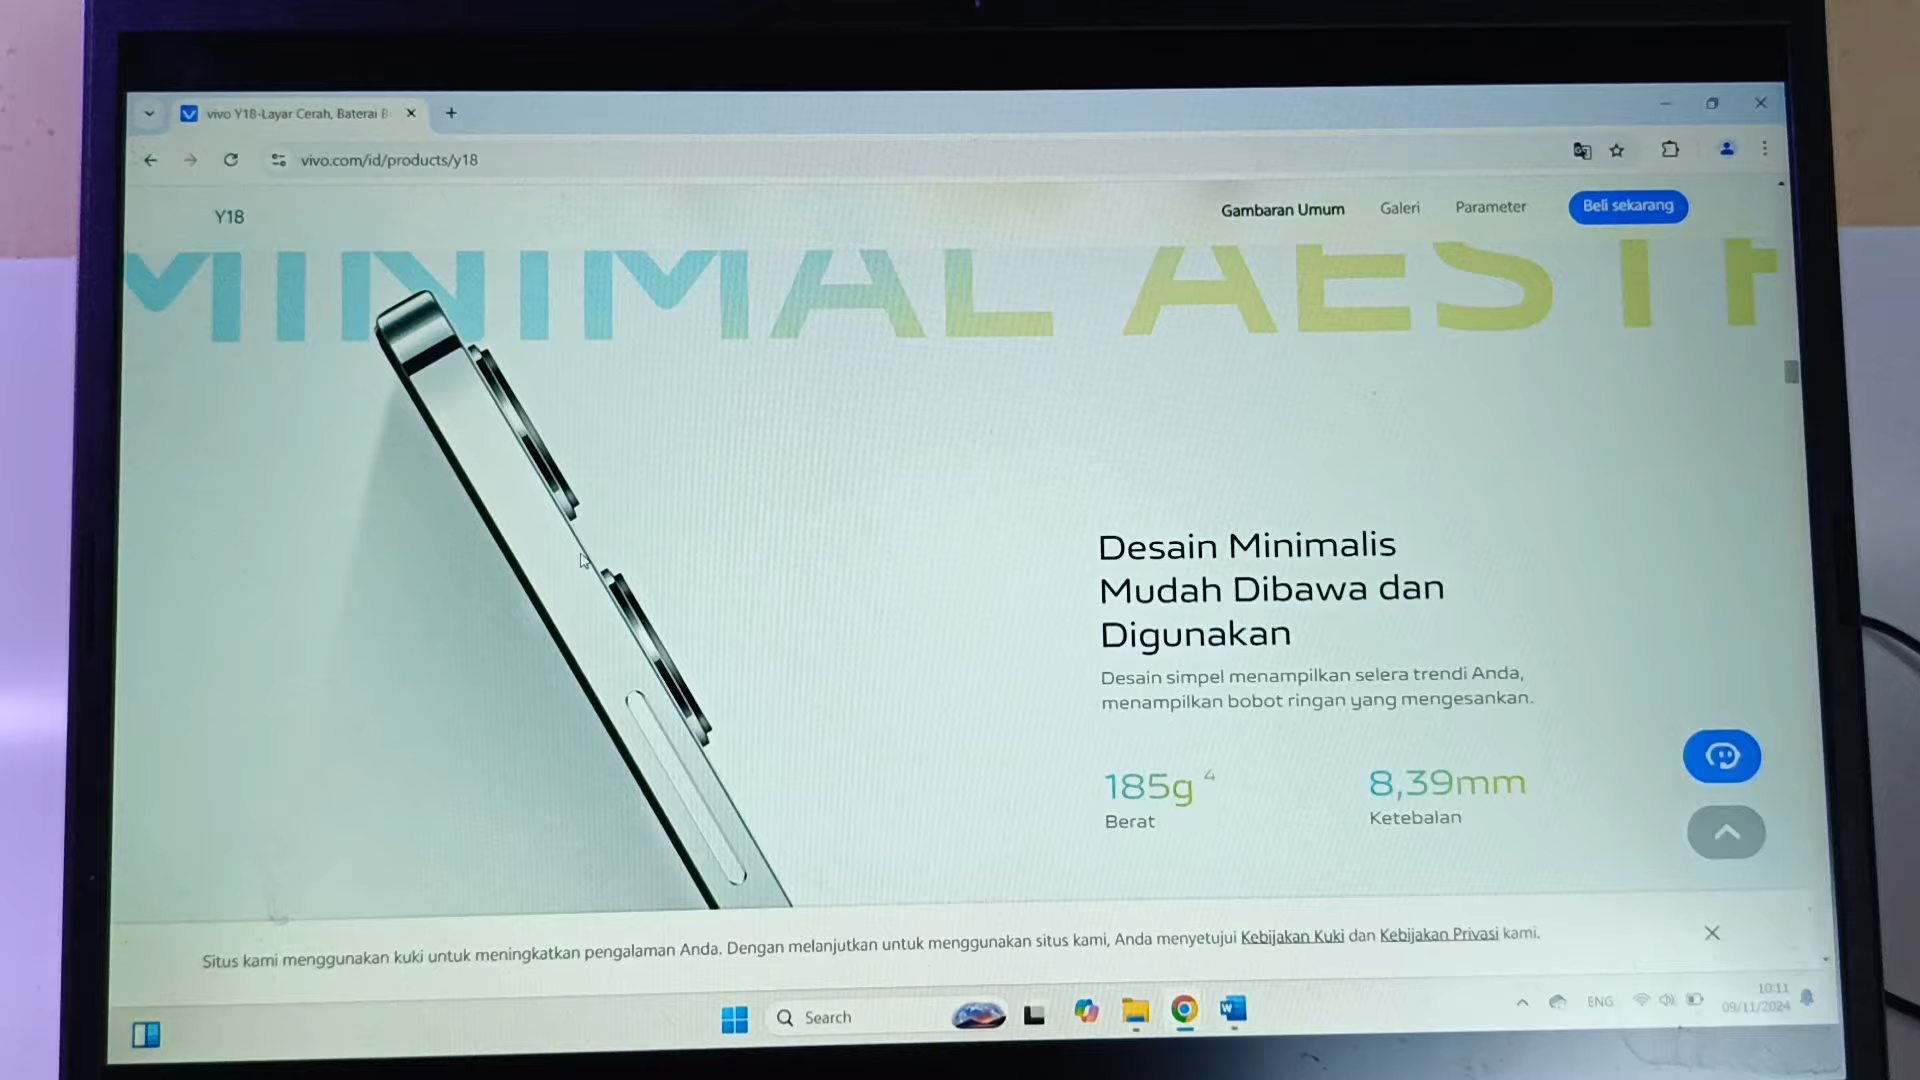 vivo Y18-Layar Cerah, Baterai B
vivo.com/id/products/y18
Y18
Gambaran Umum
Galeri
Parameter
Beli sekarang
MINIMAL AESTH
Desain Minimalis
Mudah Dibawa dan
Digunakan
Desain simpel menampilkan selera trendi Anda,
menampilkan bobot ringan yang mengesankan.
185g 4
Berat
8,39mm
Ketebalan
Situs kami menggunakan kuki untuk meningkatkan pengalaman Anda. Dengan melanjutkan untuk menggunakan situs kami, Anda menyetujui Kebijakan Kuki dan Kebijakan Privasi kami.
Search
ENG
10:11
09/11/2024